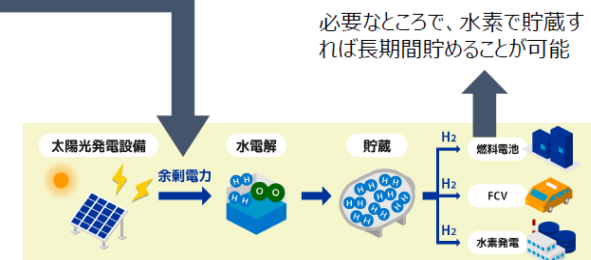 必要なところで、水素で貯蔵す
れば長期間貯めることが可能
太陽光発電設備
余剰電力
水電解
HH
HH
O O
貯蔵
H2
燃料電池
H2
FCV
H2
水素発電